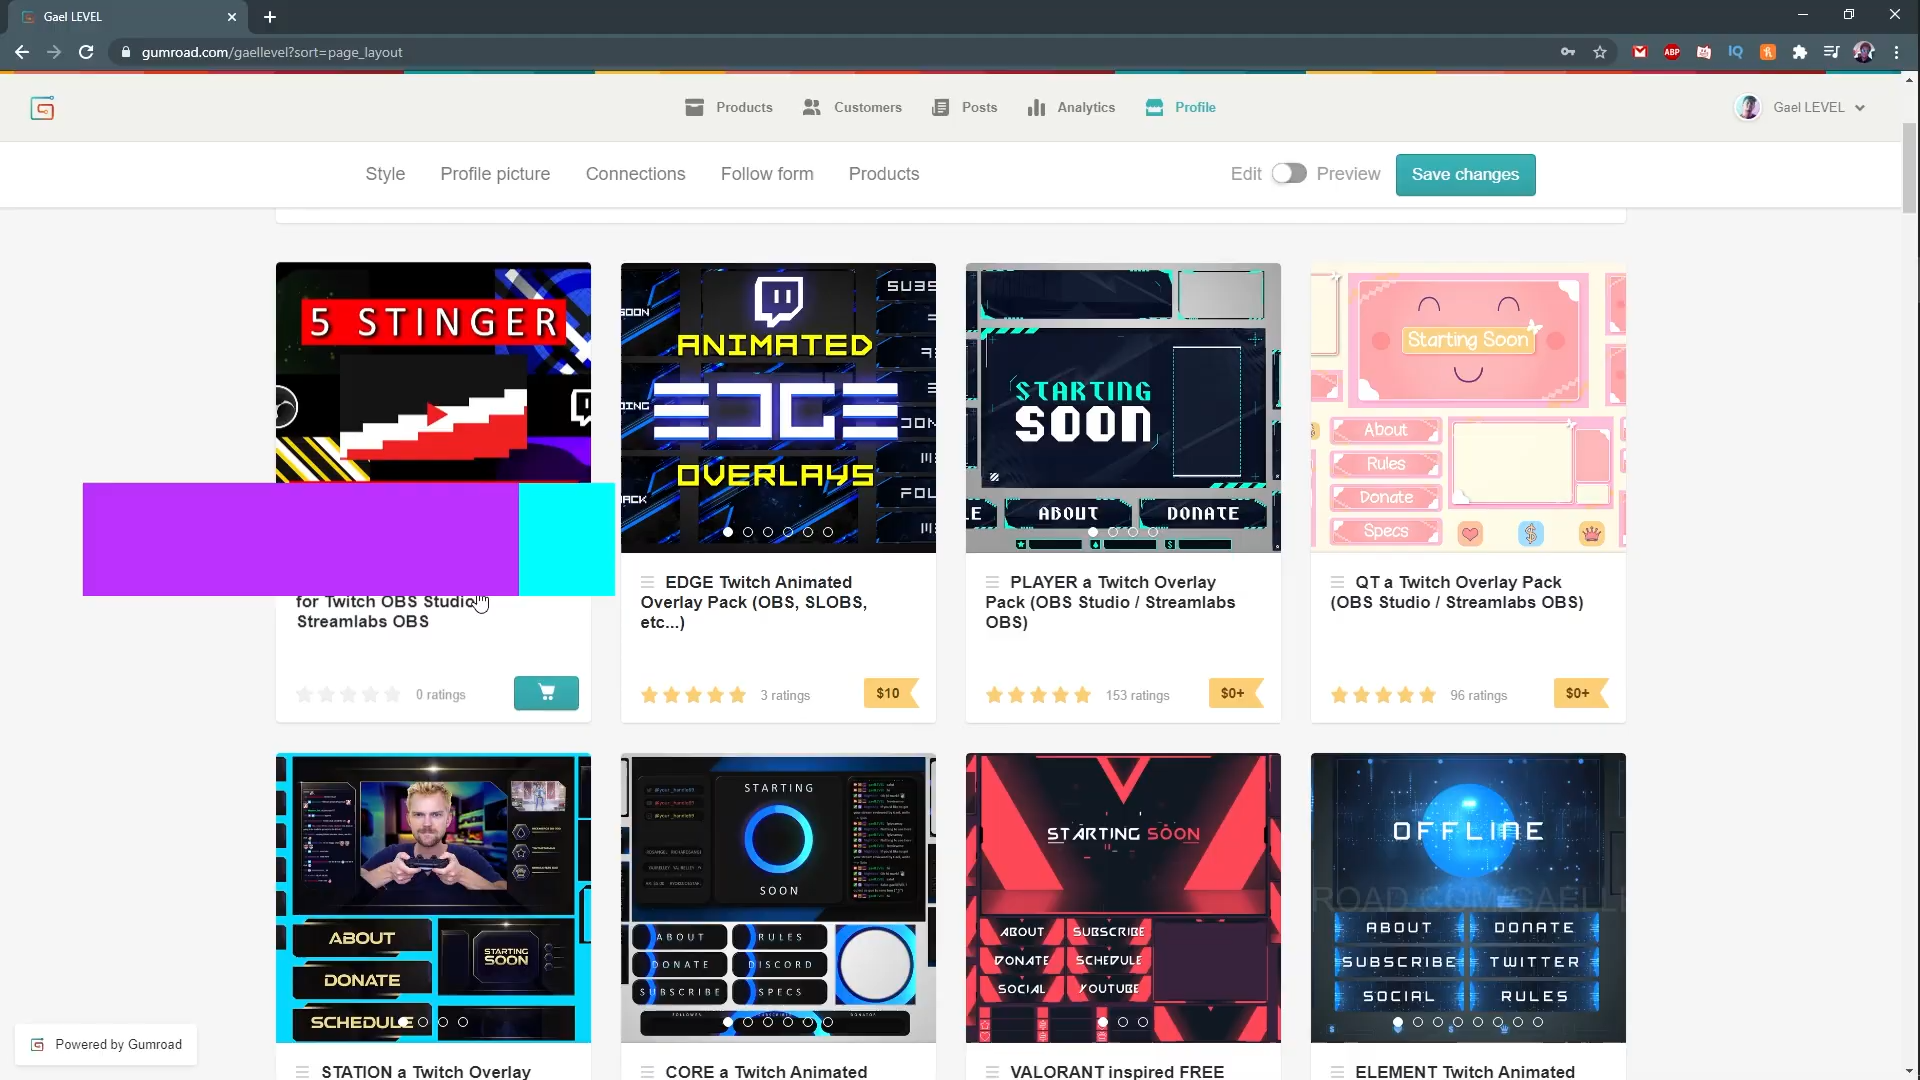 Gael LEVEL
gumroad.com/gaellevel?sort=page_layout
ABP
IQ
Products
Customers
Posts
Analytics
Profile
Gael LEVEL
Style
Profile picture
Connections
Follow form
Products
Edit
Preview
Save changes
5 STINGER
for Twitch OBS Studio
Streamlabs OBS
0 ratings
ANIMATED
EDGE
OVERLAYS
EDGE Twitch Animated
Overlay Pack (OBS, SLOBS,
etc...)
3 ratings
$10
STARTING
SOON
ABOUT
DONATE
PLAYER a Twitch Overlay
Pack (OBS Studio / Streamlabs
OBS)
153 ratings
$0+
Starting Soon
About
Rules
Donate
Specs
QT a Twitch Overlay Pack
(OBS Studio / Streamlabs OBS)
96 ratings
$0+
ABOUT
DONATE
SCHEDULE
STARTING
SOON
STATION a Twitch Overlay
STARTING
SOON
ABOUT
RULES
DONATE
DISCORD
SUBSCRIBE
SPECS
CORE a Twitch Animated
STARTING SOON
ABOUT
SUBSCRIBE
DONATE
SCHEDULE
SOCIAL
YOUTUBE
VALORANT inspired FREE
OFFLINE
ROAD.COM/GAELLE
ABOUT
DONATE
SUBSCRIBE
TWITTER
SOCIAL
RULES
ELEMENT Twitch Animated
Powered by Gumroad